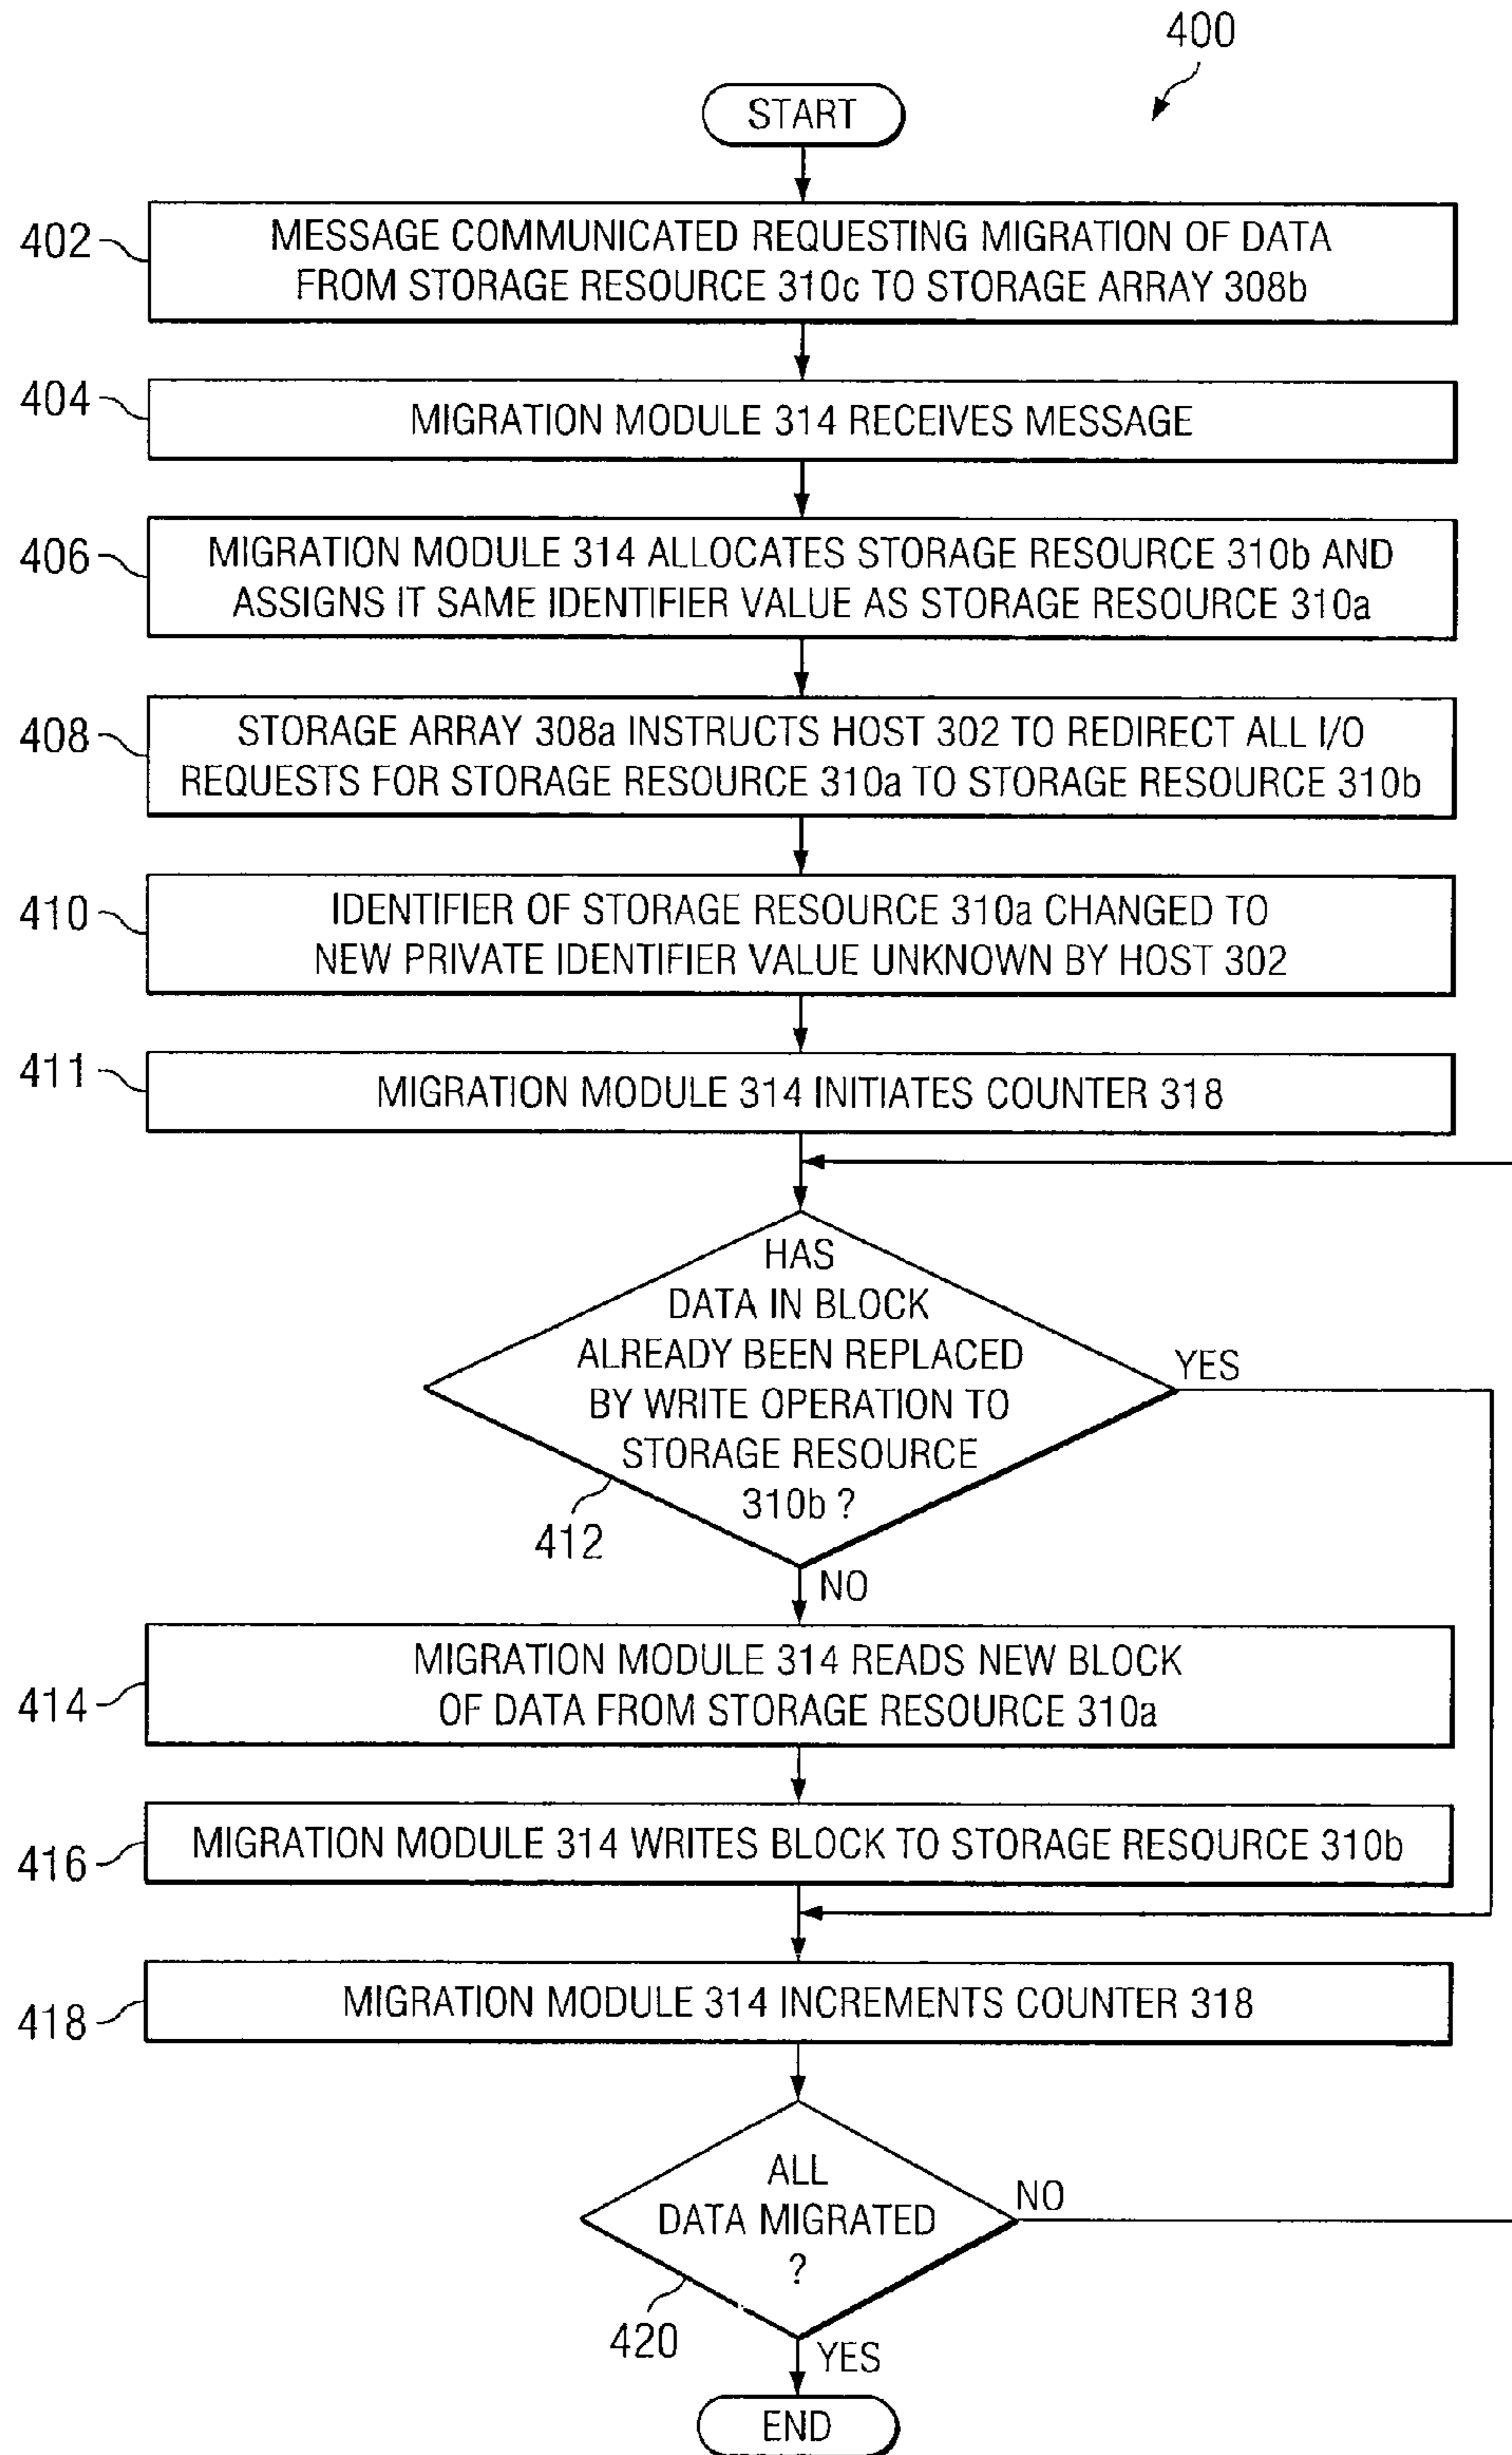 400
START
402
MESSAGE COMMUNICATED REQUESTING MIGRATION OF DATA
FROM STORAGE RESOURCE 310c TO STORAGE ARRAY 308b
404
MIGRATION MODULE 314 RECEIVES MESSAGE
406
MIGRATION MODULE 314 ALLOCATES STORAGE RESOURCE 310b AND
ASSIGNS IT SAME IDENTIFIER VALUE AS STORAGE RESOURCE 310a
408
STORAGE ARRAY 308a INSTRUCTS HOST 302 TO REDIRECT ALL I/O
REQUESTS FOR STORAGE RESOURCE 310a TO STORAGE RESOURCE 310b
410
IDENTIFIER OF STORAGE RESOURCE 310a CHANGED TO
NEW PRIVATE IDENTIFIER VALUE UNKNOWN BY HOST 302
411
MIGRATION MODULE 314 INITIATES COUNTER 318
HAS
DATA IN BLOCK
ALREADY BEEN REPLACED
BY WRITE OPERATION TO
STORAGE RESOURCE
310b ?
YES
412
NO
414
MIGRATION MODULE 314 READS NEW BLOCK
OF DATA FROM STORAGE RESOURCE 310a
416
MIGRATION MODULE 314 WRITES BLOCK TO STORAGE RESOURCE 310b
418
MIGRATION MODULE 314 INCREMENTS COUNTER 318
ALL
DATA MIGRATED
?
NO
420
YES
END